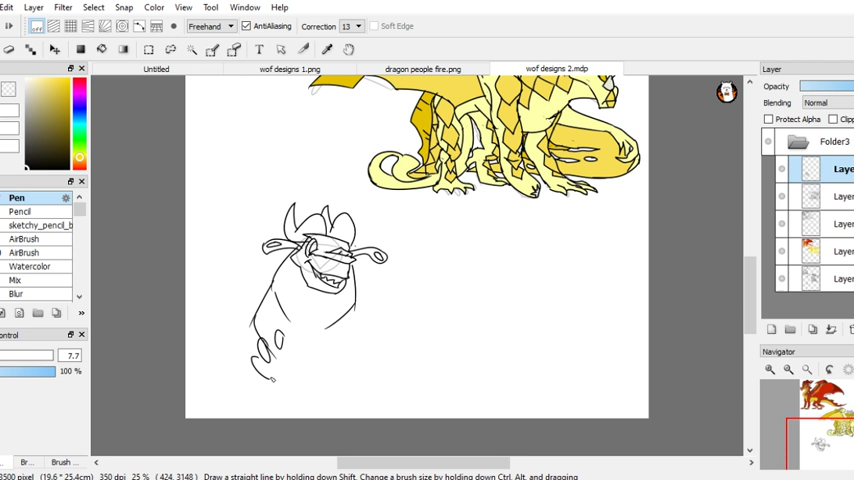 Edit Layer Filter Select Snap Color View Tool Window Help
off Freehand AntiAliasing Correction 13 Soft Edge
T
Untitled wof designs 1.png dragon people fire.png wof designs 2.mdp
Layer
Opacity
Blending Normal
Protect Alpha Clip
Folder3
Laye
Layer
Layer
Layer
Layer
Pen
Pencil
sketchy_pencil_b
AirBrush
AirBrush
Watercolor
Mix
Blur
ontrol
7.7
100 %
Navigator
Br... Brush ...
3500 pixel (19.6 * 25.4cm) 350 dpi 25 % ( 424, 3148 ) Draw a straight line by holding down Shift, Change a brush size by holding down Ctrl, Alt, and dragging